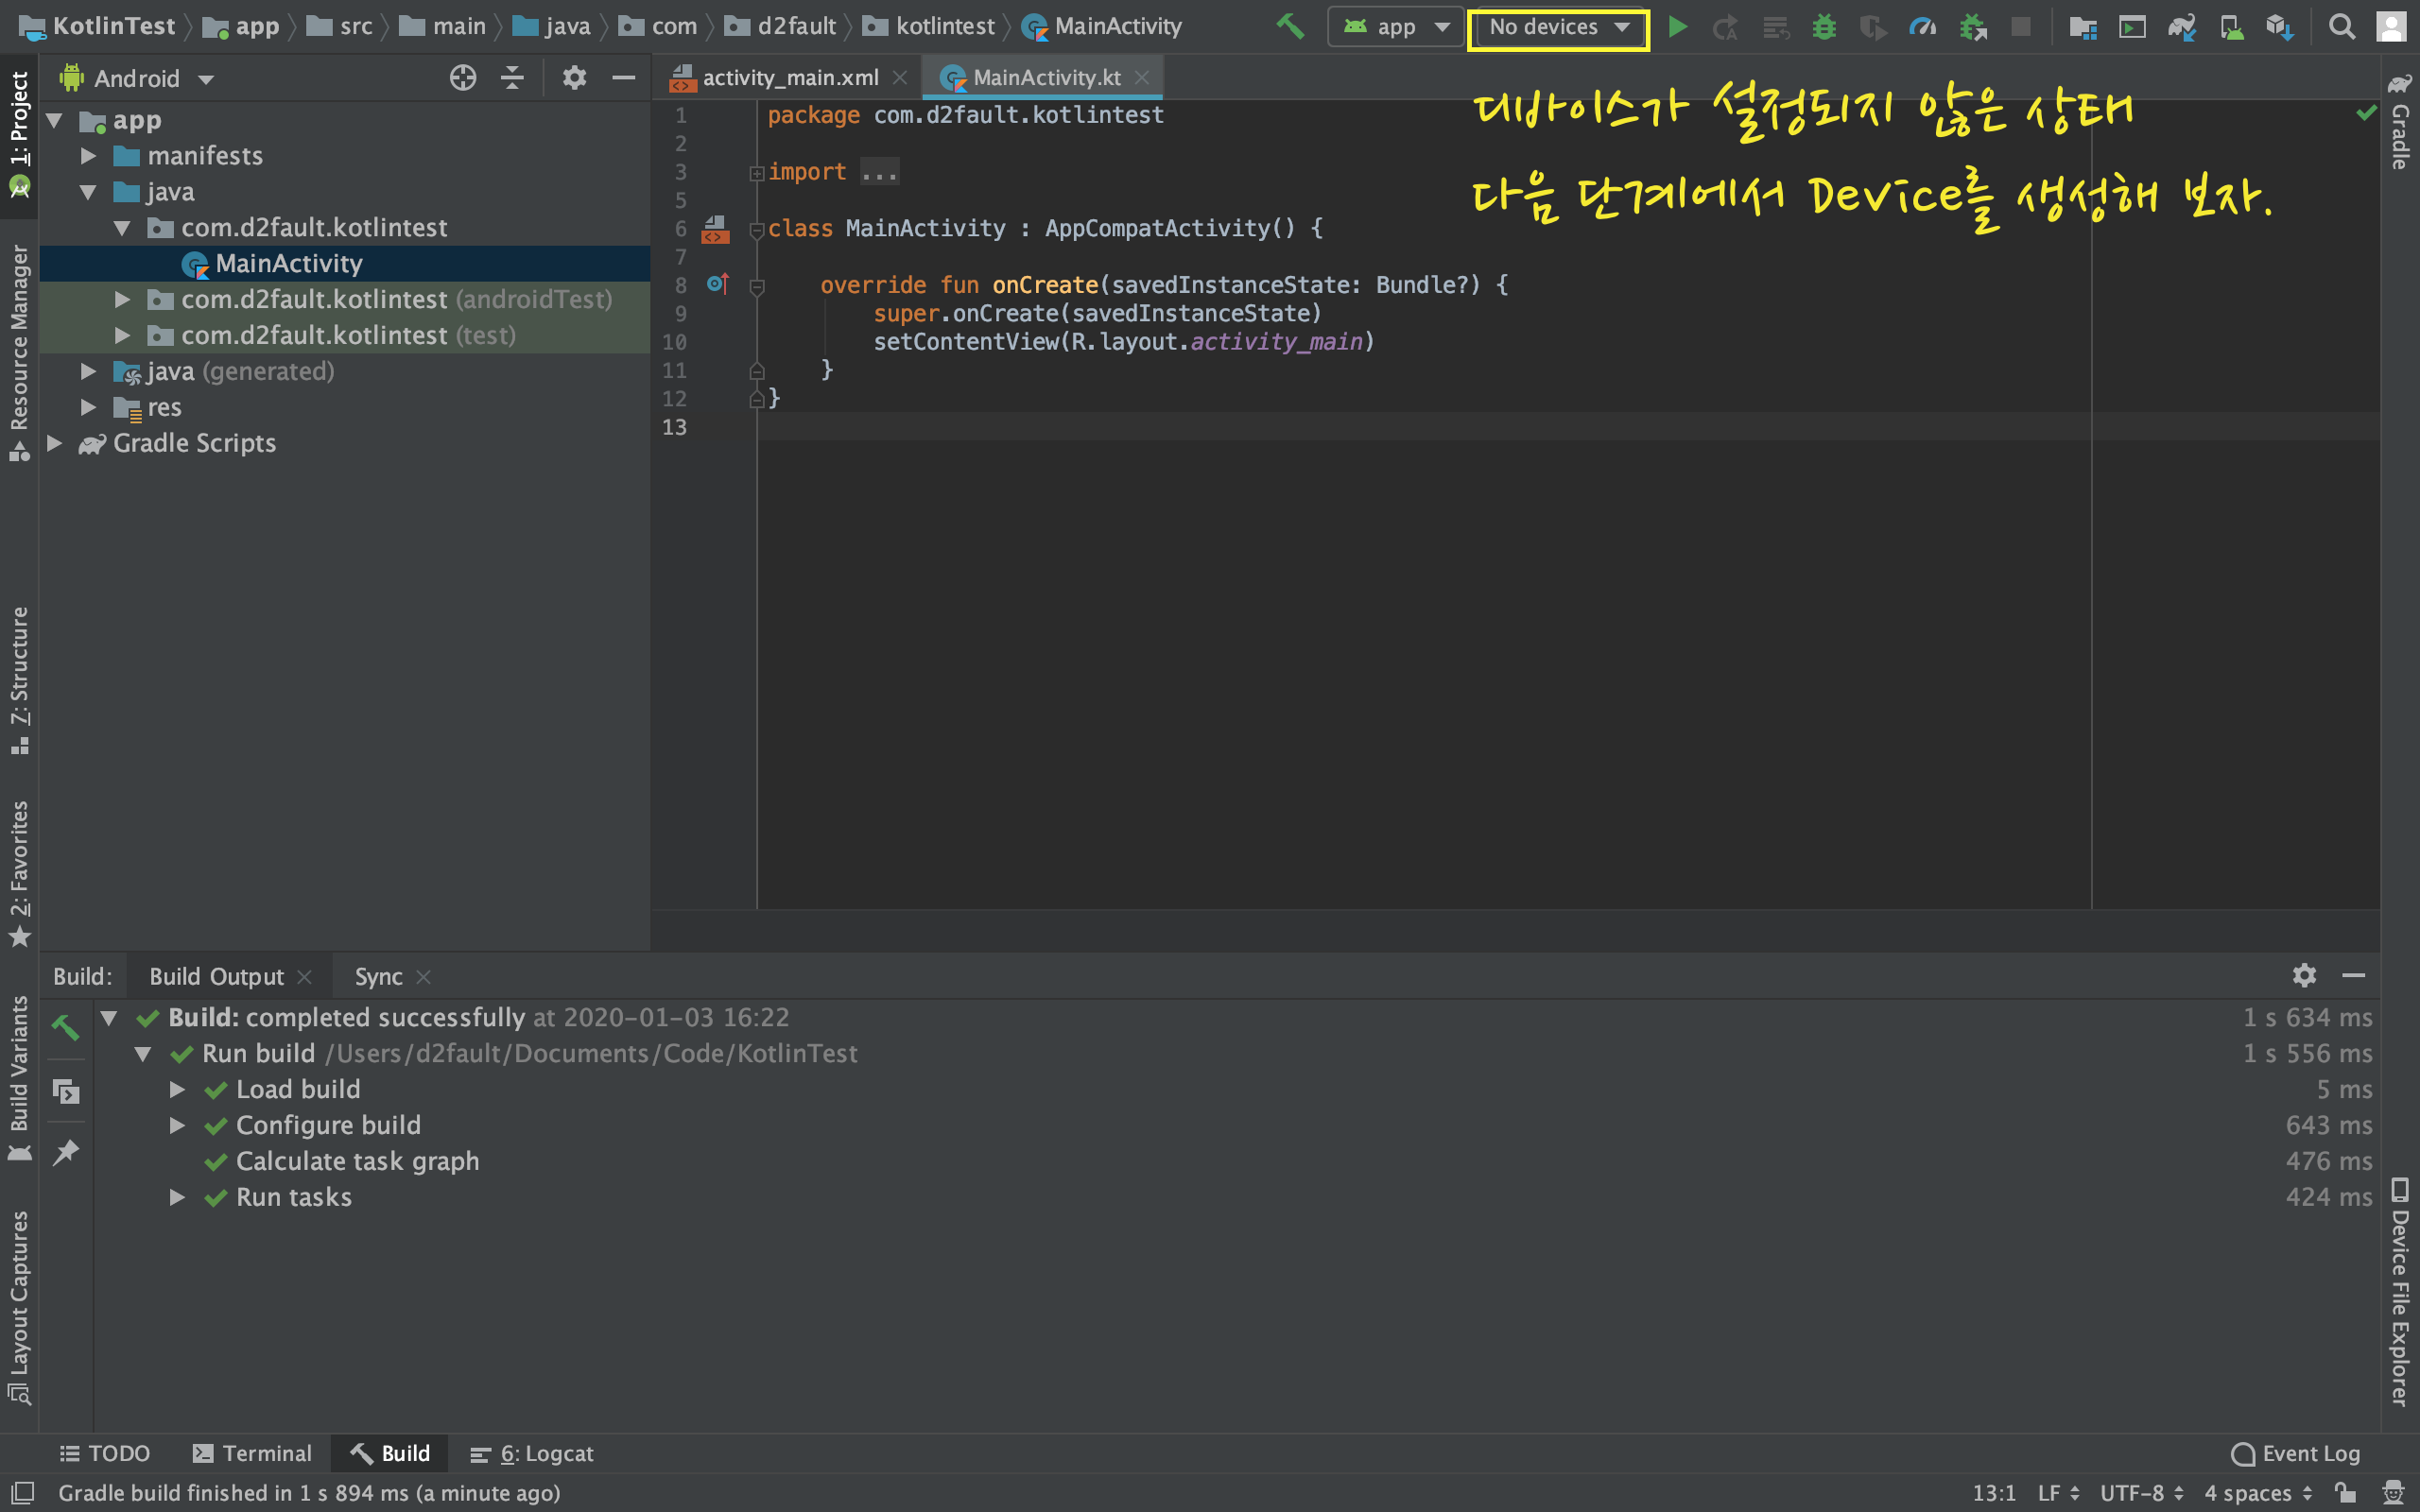 KotlinTest app src main java com d2fault kotlintest MainActivity app No devices
1: Project
Resource Manager
7: Structure
2: Favorites
Build Variants
Layout Captures
Android
app
manifests
java
com.d2fault.kotlintest
MainActivity
com.d2fault.kotlintest (androidTest)
com.d2fault.kotlintest (test)
java (generated)
res
Gradle Scripts
activity_main.xml MainActivity.kt
디바이스가 설정되지 않은 상태
다음 단계에서 Device를 생성해 보자.
1 package com.d2fault.kotlintest
2
3 import ...
5
6 class MainActivity : AppCompatActivity() {
7
8 override fun onCreate(savedInstanceState: Bundle?) {
9 super.onCreate(savedInstanceState)
10 setContentView(R.layout.activity_main)
11 }
12 }
13
Gradle
Device File Explorer
Build: Build Output Sync
Build: completed successfully at 2020-01-03 16:22 1 s 634 ms
Run build /Users/d2fault/Documents/Code/KotlinTest 1 s 556 ms
Load build 5 ms
Configure build 643 ms
Calculate task graph 476 ms
Run tasks 424 ms
TODO Terminal Build 6: Logcat Event Log
Gradle build finished in 1 s 894 ms (a minute ago) 13:1 LF UTF-8 4 spaces